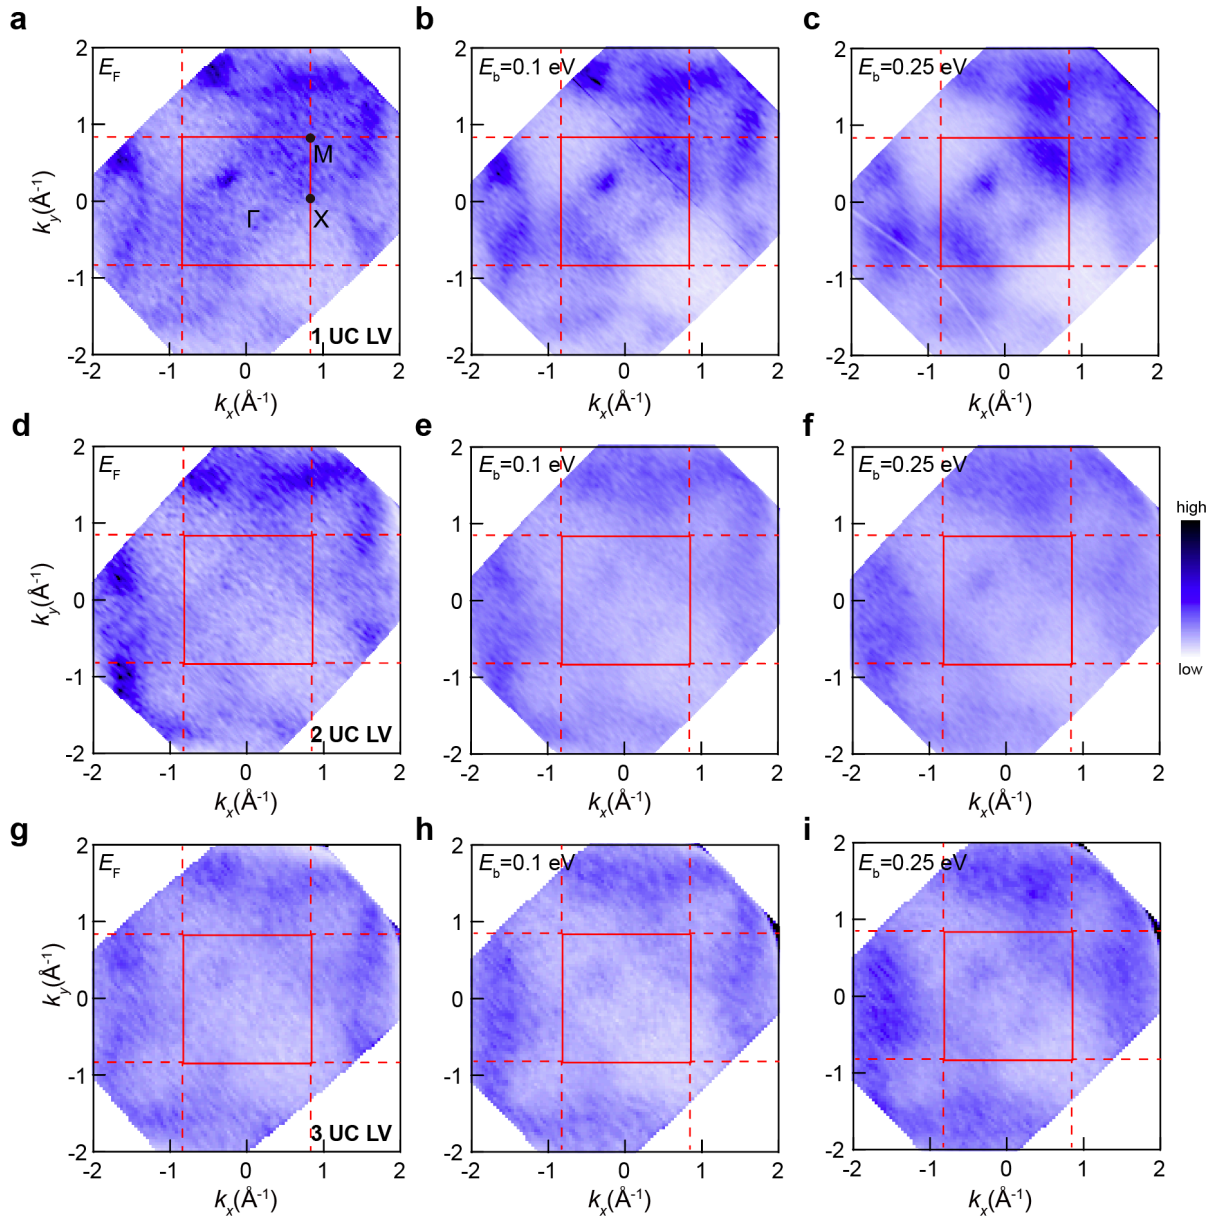 a b c
2 2 2
E_F E_b=0.1 eV E_b=0.25 eV
1 1 1
M
0 0 0
k_y(Å⁻¹)
Γ X
-1 -1 -1
1 UC LV
-2 -2 -2
-2 -1 0 1 2 -2 -1 0 1 2 -2 -1 0 1 2
k_x(Å⁻¹) k_x(Å⁻¹) k_x(Å⁻¹)
d e f
2 2 2
E_F E_b=0.1 eV E_b=0.25 eV
high
1 1 1
0 0 0
k_y(Å⁻¹)
low
-1 -1 -1
2 UC LV
-2 -2 -2
-2 -1 0 1 2 -2 -1 0 1 2 -2 -1 0 1 2
k_x(Å⁻¹) k_x(Å⁻¹) k_x(Å⁻¹)
g h i
2 2 2
E_F E_b=0.1 eV E_b=0.25 eV
1 1 1
0 0 0
k_y(Å⁻¹)
-1 -1 -1
3 UC LV
-2 -2 -2
-2 -1 0 1 2 -2 -1 0 1 2 -2 -1 0 1 2
k_x(Å⁻¹) k_x(Å⁻¹) k_x(Å⁻¹)